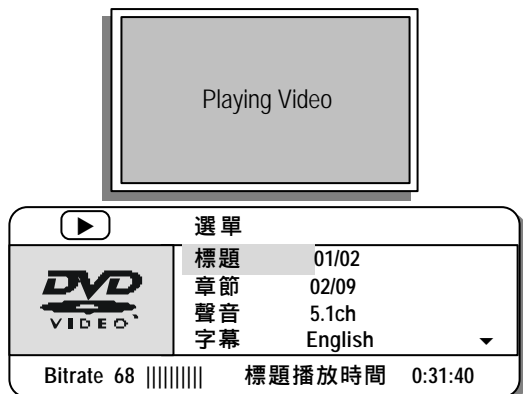 Playing Video
選單
標題 01/02
章節 02/09
聲音 5.1ch
字幕 English
DVD
VIDEO
Bitrate 68 |||||||||| 標題播放時間 0:31:40